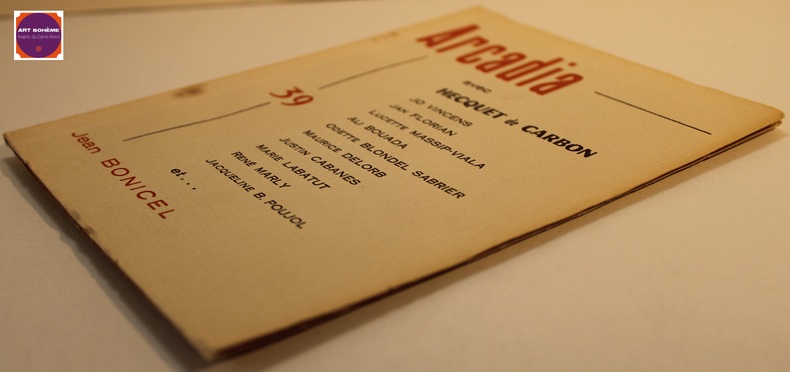 ART BOHÈME
Arcadia
avec
HECQUET de CARBON
JO VINCENS
JAN FLORIAN
LUCETTE MASSIP-VIALA
ALI BOUADA
ODETTE BLONDEL SABRIER
MAURICE DELORB
JUSTIN CABANES
MARIE LABATUT
RENÉ MARLY
JACQUELINE B. POUJOL
39
et...
Jean BONICEL